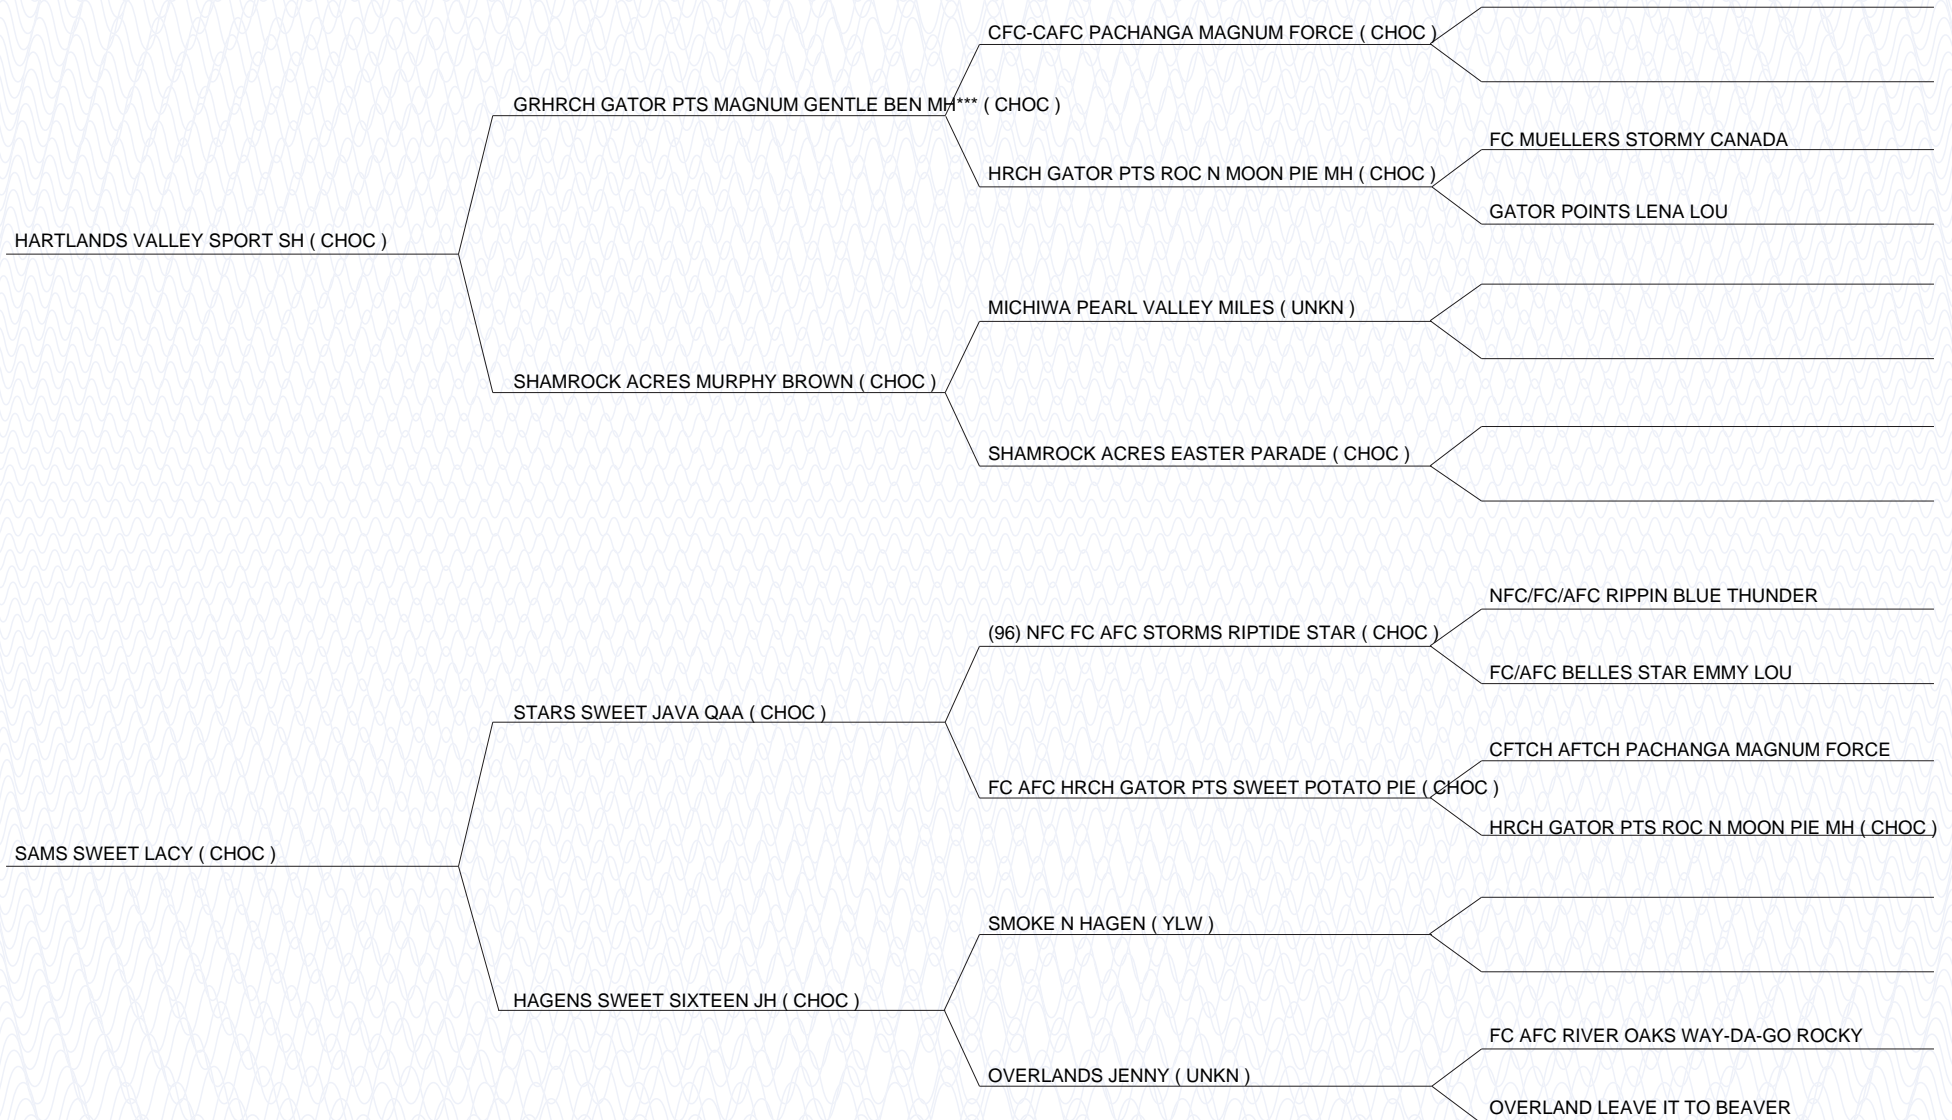 CFC-CAFC PACHANGA MAGNUM FORCE ( CHOC )
GRHRCH GATOR PTS MAGNUM GENTLE BEN MH*** ( CHOC )
FC MUELLERS STORMY CANADA
HRCH GATOR PTS ROC N MOON PIE MH ( CHOC )
GATOR POINTS LENA LOU
HARTLANDS VALLEY SPORT SH ( CHOC )
MICHIWA PEARL VALLEY MILES ( UNKN )
SHAMROCK ACRES MURPHY BROWN ( CHOC )
SHAMROCK ACRES EASTER PARADE ( CHOC )
NFC/FC/AFC RIPPIN BLUE THUNDER
(96) NFC FC AFC STORMS RIPTIDE STAR ( CHOC )
FC/AFC BELLES STAR EMMY LOU
STARS SWEET JAVA QAA ( CHOC )
CFTCH AFTCH PACHANGA MAGNUM FORCE
FC AFC HRCH GATOR PTS SWEET POTATO PIE ( CHOC )
HRCH GATOR PTS ROC N MOON PIE MH ( CHOC )
SAMS SWEET LACY ( CHOC )
SMOKE N HAGEN ( YLW )
HAGENS SWEET SIXTEEN JH ( CHOC )
FC AFC RIVER OAKS WAY-DA-GO ROCKY
OVERLANDS JENNY ( UNKN )
OVERLAND LEAVE IT TO BEAVER